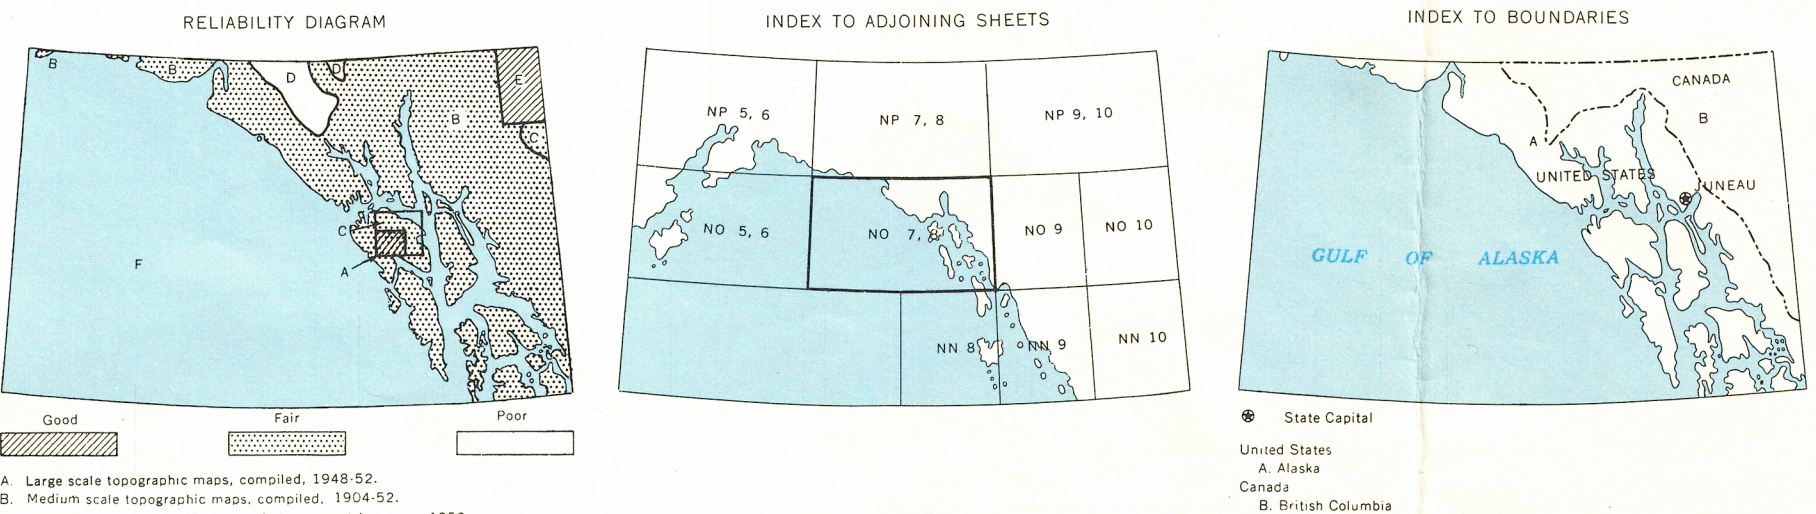 RELIABILITY DIAGRAM
B
B
D
D
E
B
C
C
A
F
Good
Fair
Poor
A. Large scale topographic maps, compiled, 1948-52.
B. Medium scale topographic maps, compiled, 1904-52.
INDEX TO ADJOINING SHEETS
NP 5, 6
NP 7, 8
NP 9, 10
NO 5, 6
NO 7, 8
NO 9
NO 10
NN 8
NN 9
NN 10
INDEX TO BOUNDARIES
CANADA
B
A
UNITED STATES
JUNEAU
GULF OF ALASKA
State Capital
United States
A. Alaska
Canada
B. British Columbia